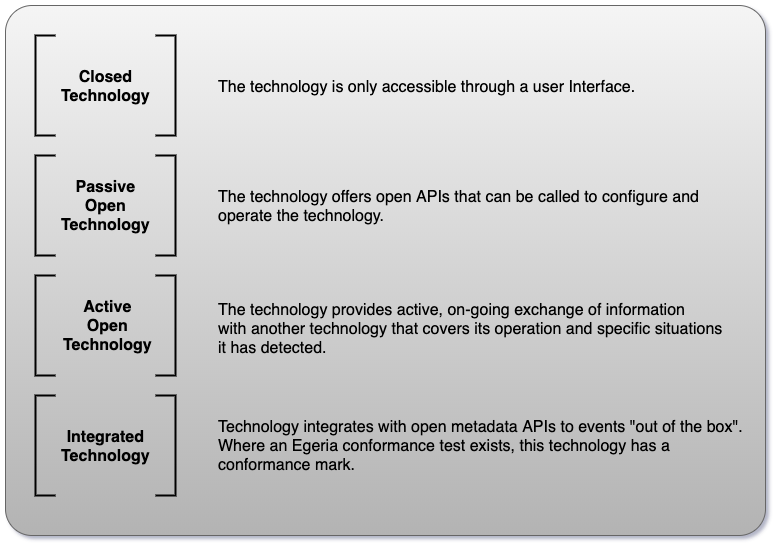 Closed
Technology
The technology is only accessible through a user Interface.
Passive
Open
Technology
The technology offers open APIs that can be called to configure and
operate the technology.
Active
Open
Technology
The technology provides active, on-going exchange of information
with another technology that covers its operation and specific situations
it has detected.
Integrated
Technology
Technology integrates with open metadata APIs to events "out of the box".
Where an Egeria conformance test exists, this technology has a
conformance mark.